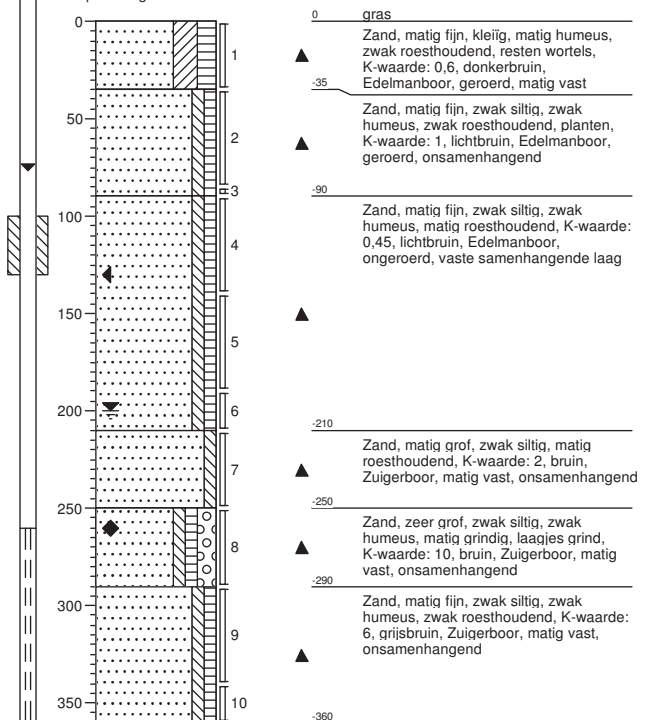 0 gras
0
Zand, matig fijn, kleiïg, matig humeus,
zwak roesthoudend, resten wortels,
K-waarde: 0,6, donkerbruin,
Edelmanboor, geroerd, matig vast
1
-35
Zand, matig fijn, zwak siltig, zwak
humeus, zwak roesthoudend, planten,
K-waarde: 1, lichtbruin, Edelmanboor,
geroerd, onsamenhangend
50
2
3
-90
100
Zand, matig fijn, zwak siltig, zwak
humeus, matig roesthoudend, K-waarde:
0,45, lichtbruin, Edelmanboor,
ongeroerd, vaste samenhangende laag
4
150
5
200
6
-210
Zand, matig grof, zwak siltig, matig
roesthoudend, K-waarde: 2, bruin,
Zuigerboor, matig vast, onsamenhangend
7
-250
250
Zand, zeer grof, zwak siltig, zwak
humeus, matig grindig, laagjes grind,
K-waarde: 10, bruin, Zuigerboor, matig
vast, onsamenhangend
8
-290
300
Zand, matig fijn, zwak siltig, zwak
humeus, zwak roesthoudend, K-waarde:
6, grijsbruin, Zuigerboor, matig vast,
onsamenhangend
9
350
10
-360